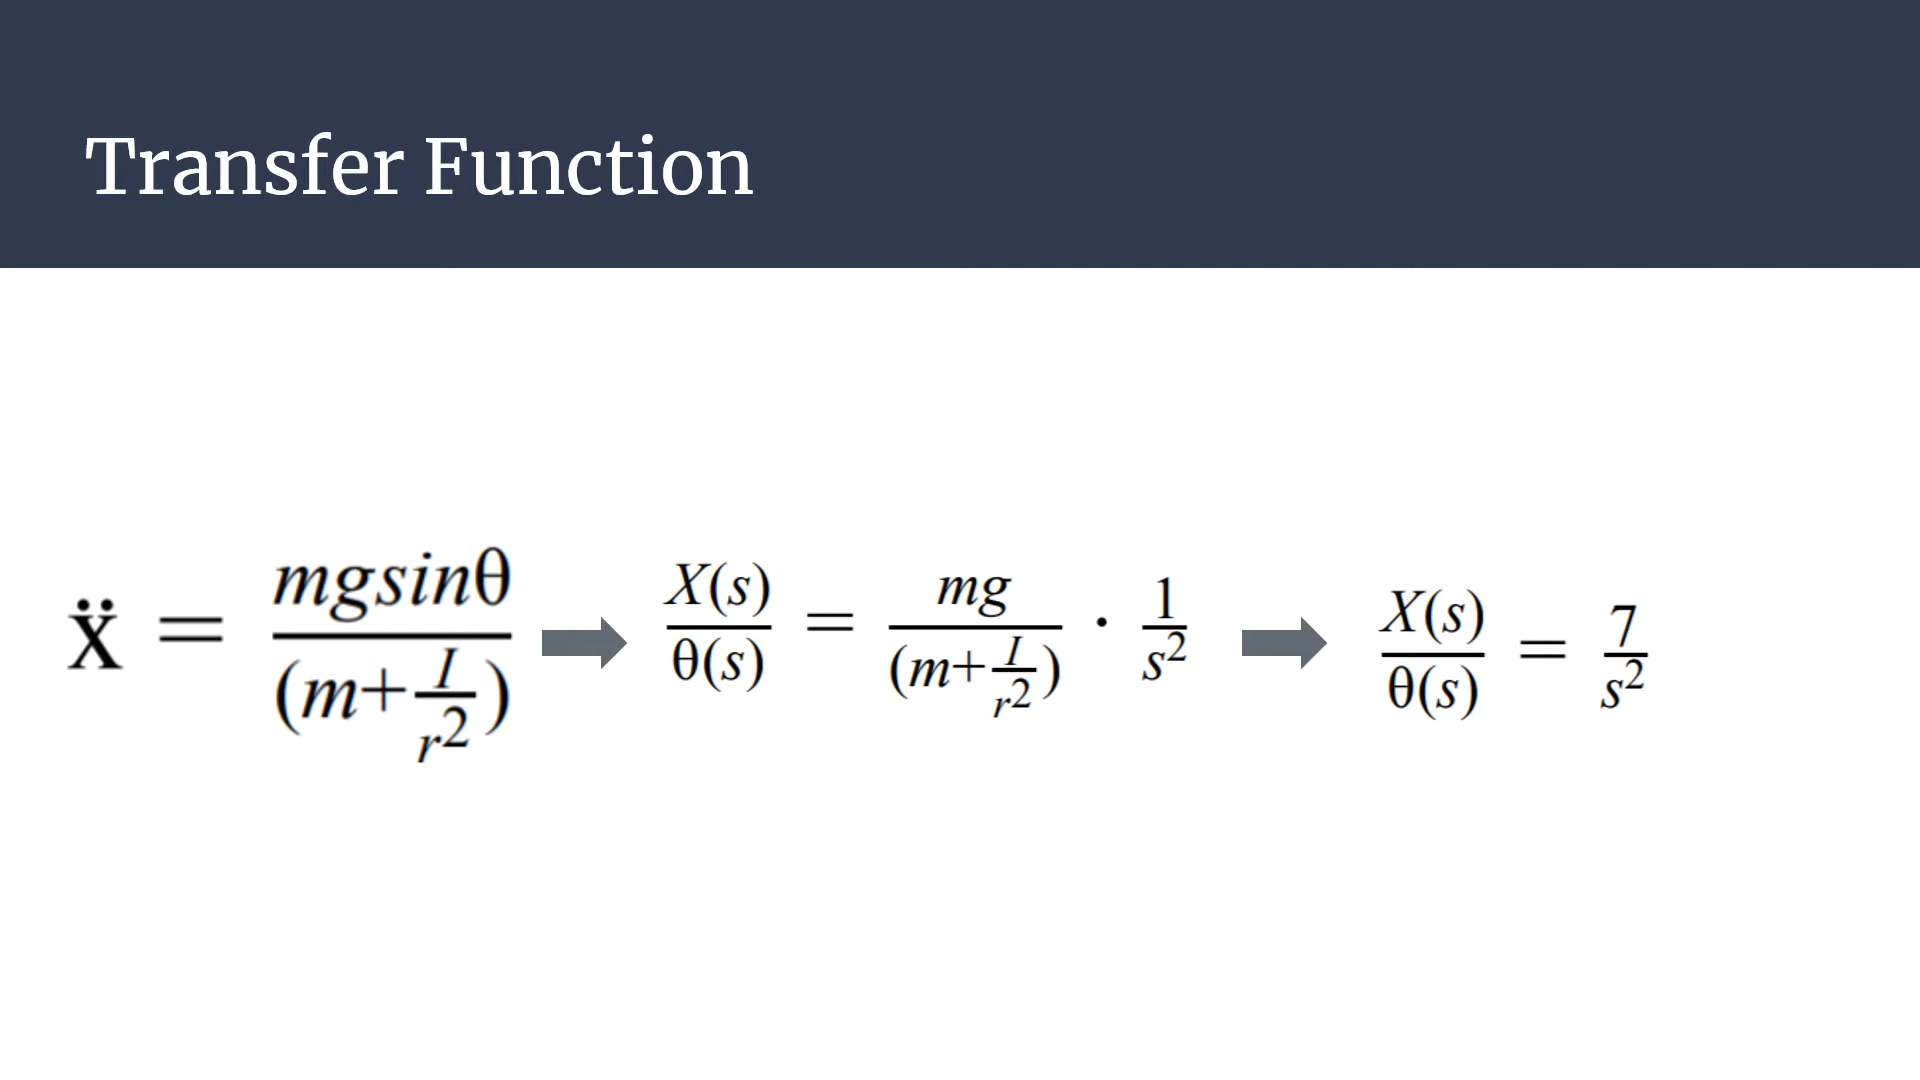 Transfer Function
ẍ = mgsinθ / (m+ I/r²) X(s)/θ(s) = mg / (m+ I/r²) · 1/s² X(s)/θ(s) = 7/s²